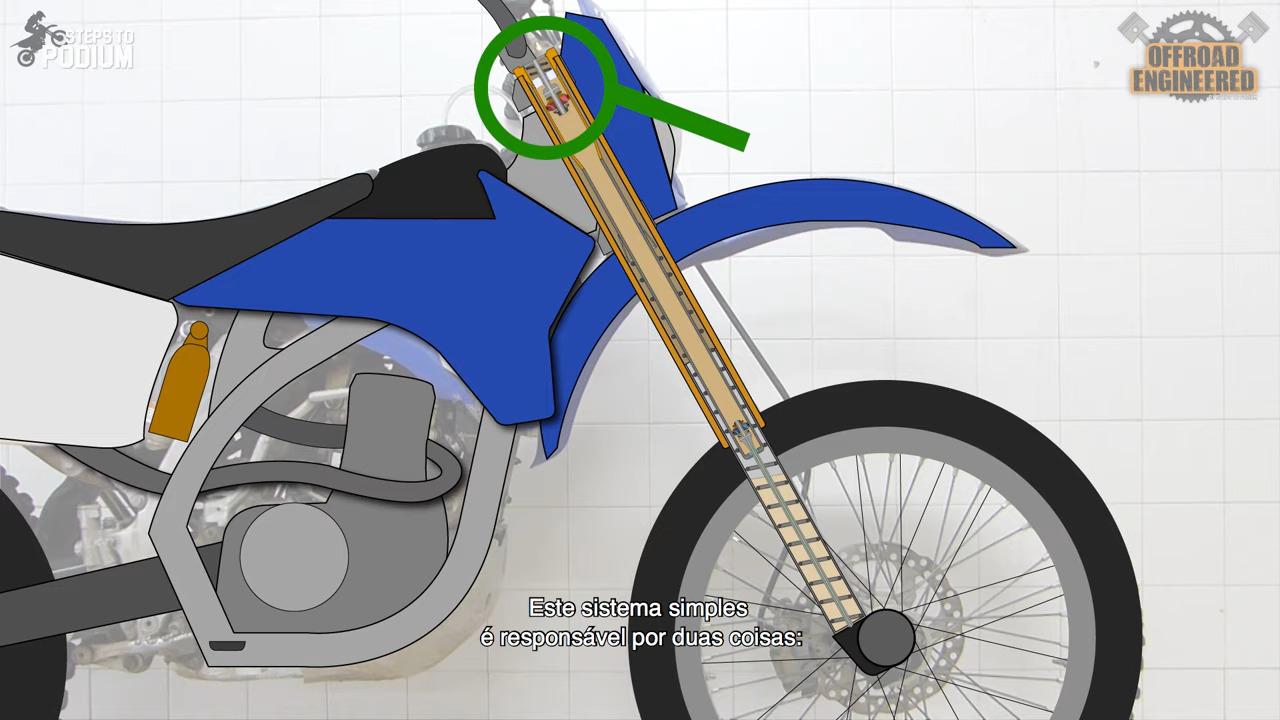 STEPS TO
PODIUM
OFFROAD
ENGINEERED
Este sistema simples
é responsável por duas coisas: